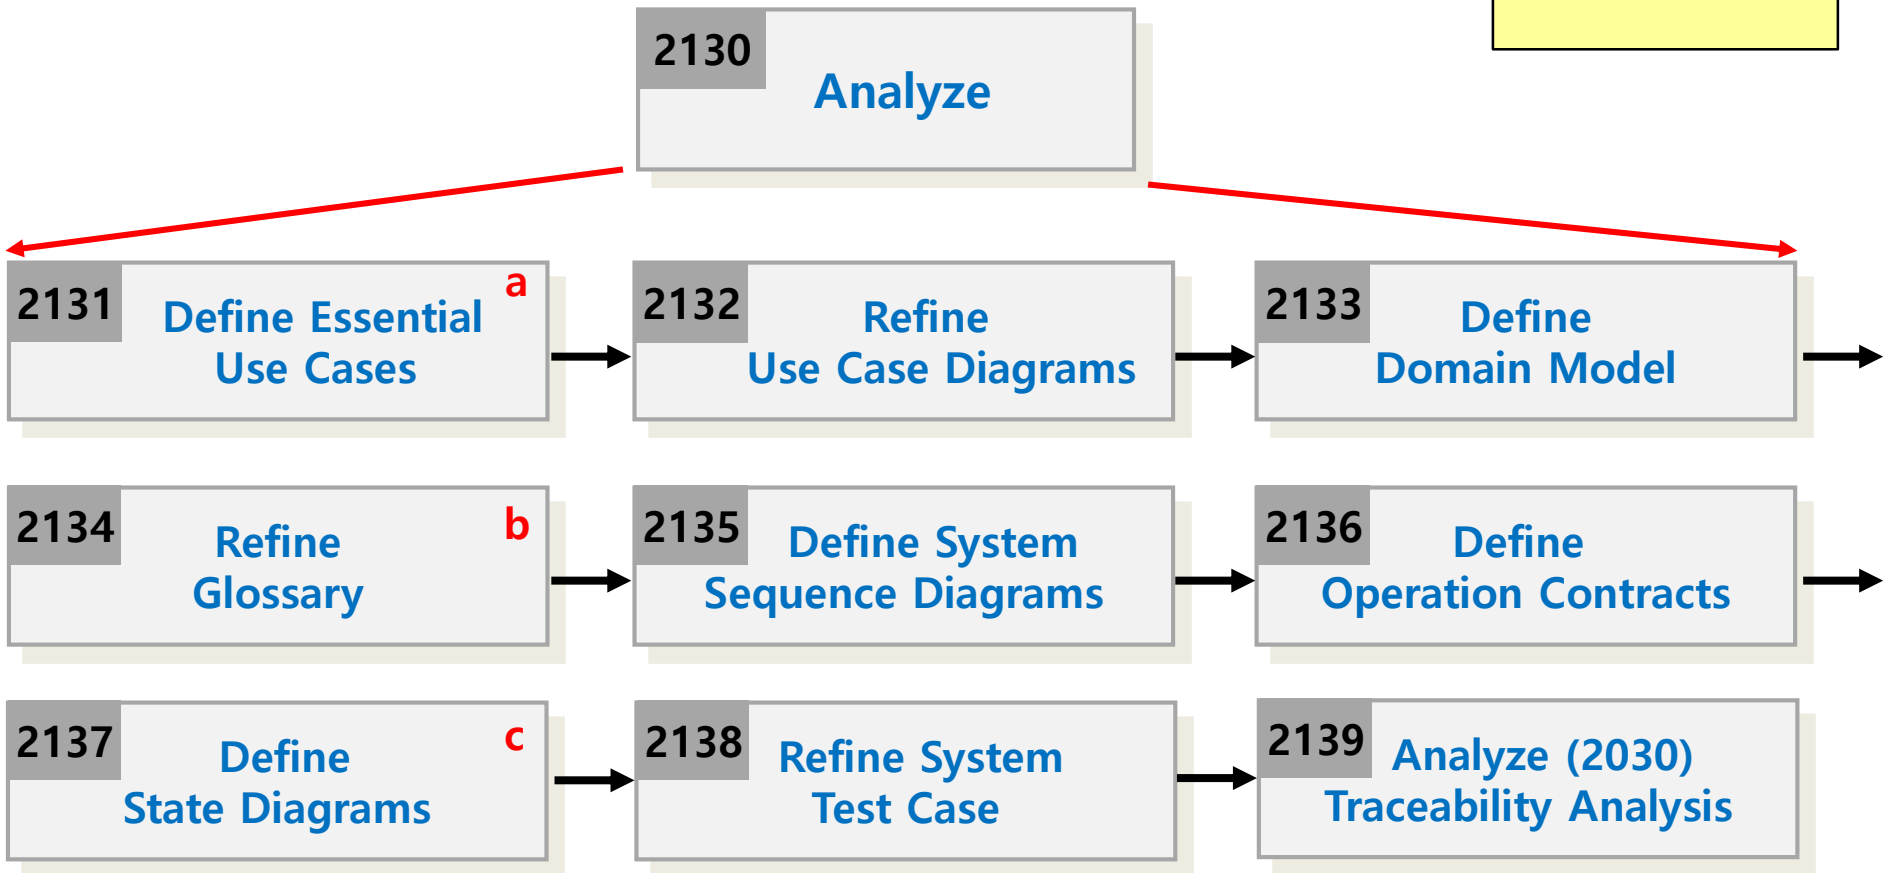 2130
Analyze
2131
a
Define Essential
Use Cases
2132
Refine
Use Case Diagrams
2133
Define
Domain Model
2134
b
Refine
Glossary
2135
Define System
Sequence Diagrams
2136
Define
Operation Contracts
2137
c
Define
State Diagrams
2138
Refine System
Test Case
2139
Analyze (2030)
Traceability Analysis